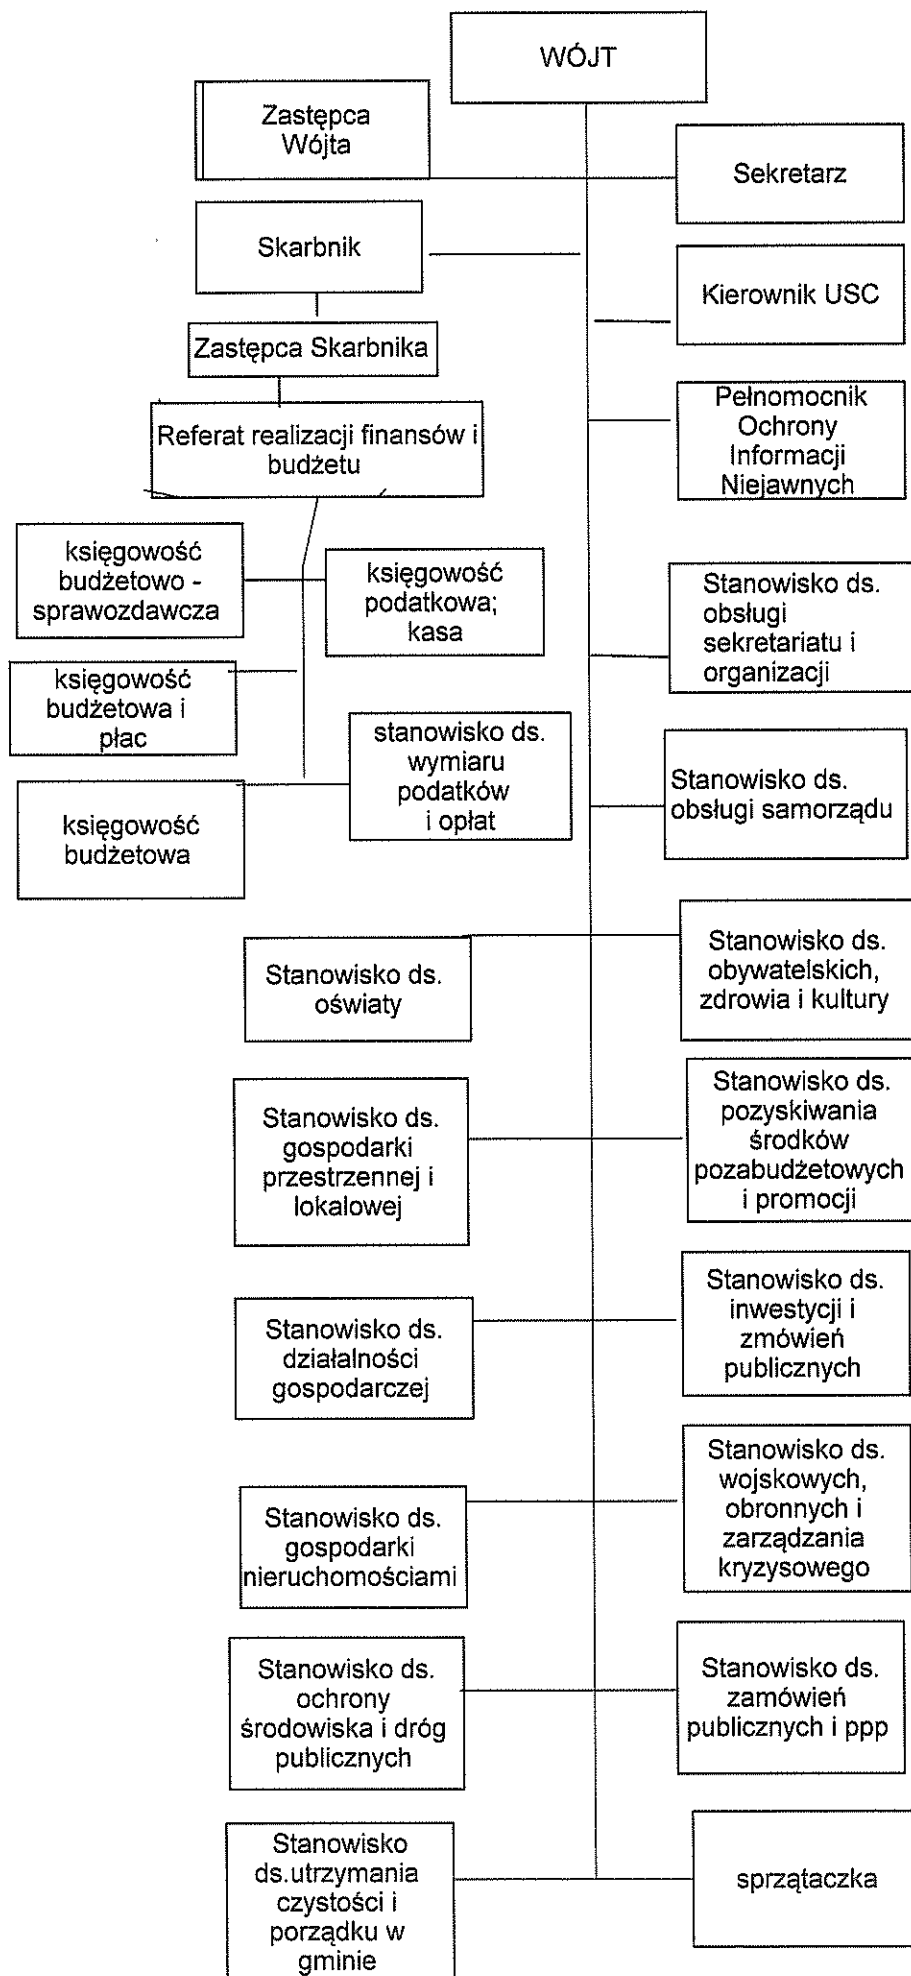 WÓJT
Zastępca
Wójta
Sekretarz
Skarbnik
Kierownik USC
Zastępca Skarbnika
Referat realizacji finansów i
budżetu
Pełnomocnik
Ochrony
Informacji
Niejawnych
księgowość
budżetowo -
sprawozdawcza
księgowość
podatkowa;
kasa
Stanowisko ds.
obsługi
sekretariatu i
organizacji
księgowość
budżetowa i
płac
stanowisko ds.
wymiaru
podatków
i opłat
Stanowisko ds.
obsługi samorządu
księgowość
budżetowa
Stanowisko ds.
oświaty
Stanowisko ds.
obywatelskich,
zdrowia i kultury
Stanowisko ds.
gospodarki
przestrzennej i
lokalowej
Stanowisko ds.
pozyskiwania
środków
pozabudżetowych
i promocji
Stanowisko ds.
działalności
gospodarczej
Stanowisko ds.
inwestycji i
zmówień
publicznych
Stanowisko ds.
gospodarki
nieruchomościami
Stanowisko ds.
wojskowych,
obronnych i
zarządzania
kryzysowego
Stanowisko ds.
ochrony
środowiska i dróg
publicznych
Stanowisko ds.
zamówień
publicznych i ppp
Stanowisko
ds.utrzymania
czystości i
porządku w
gminie
sprzątaczka